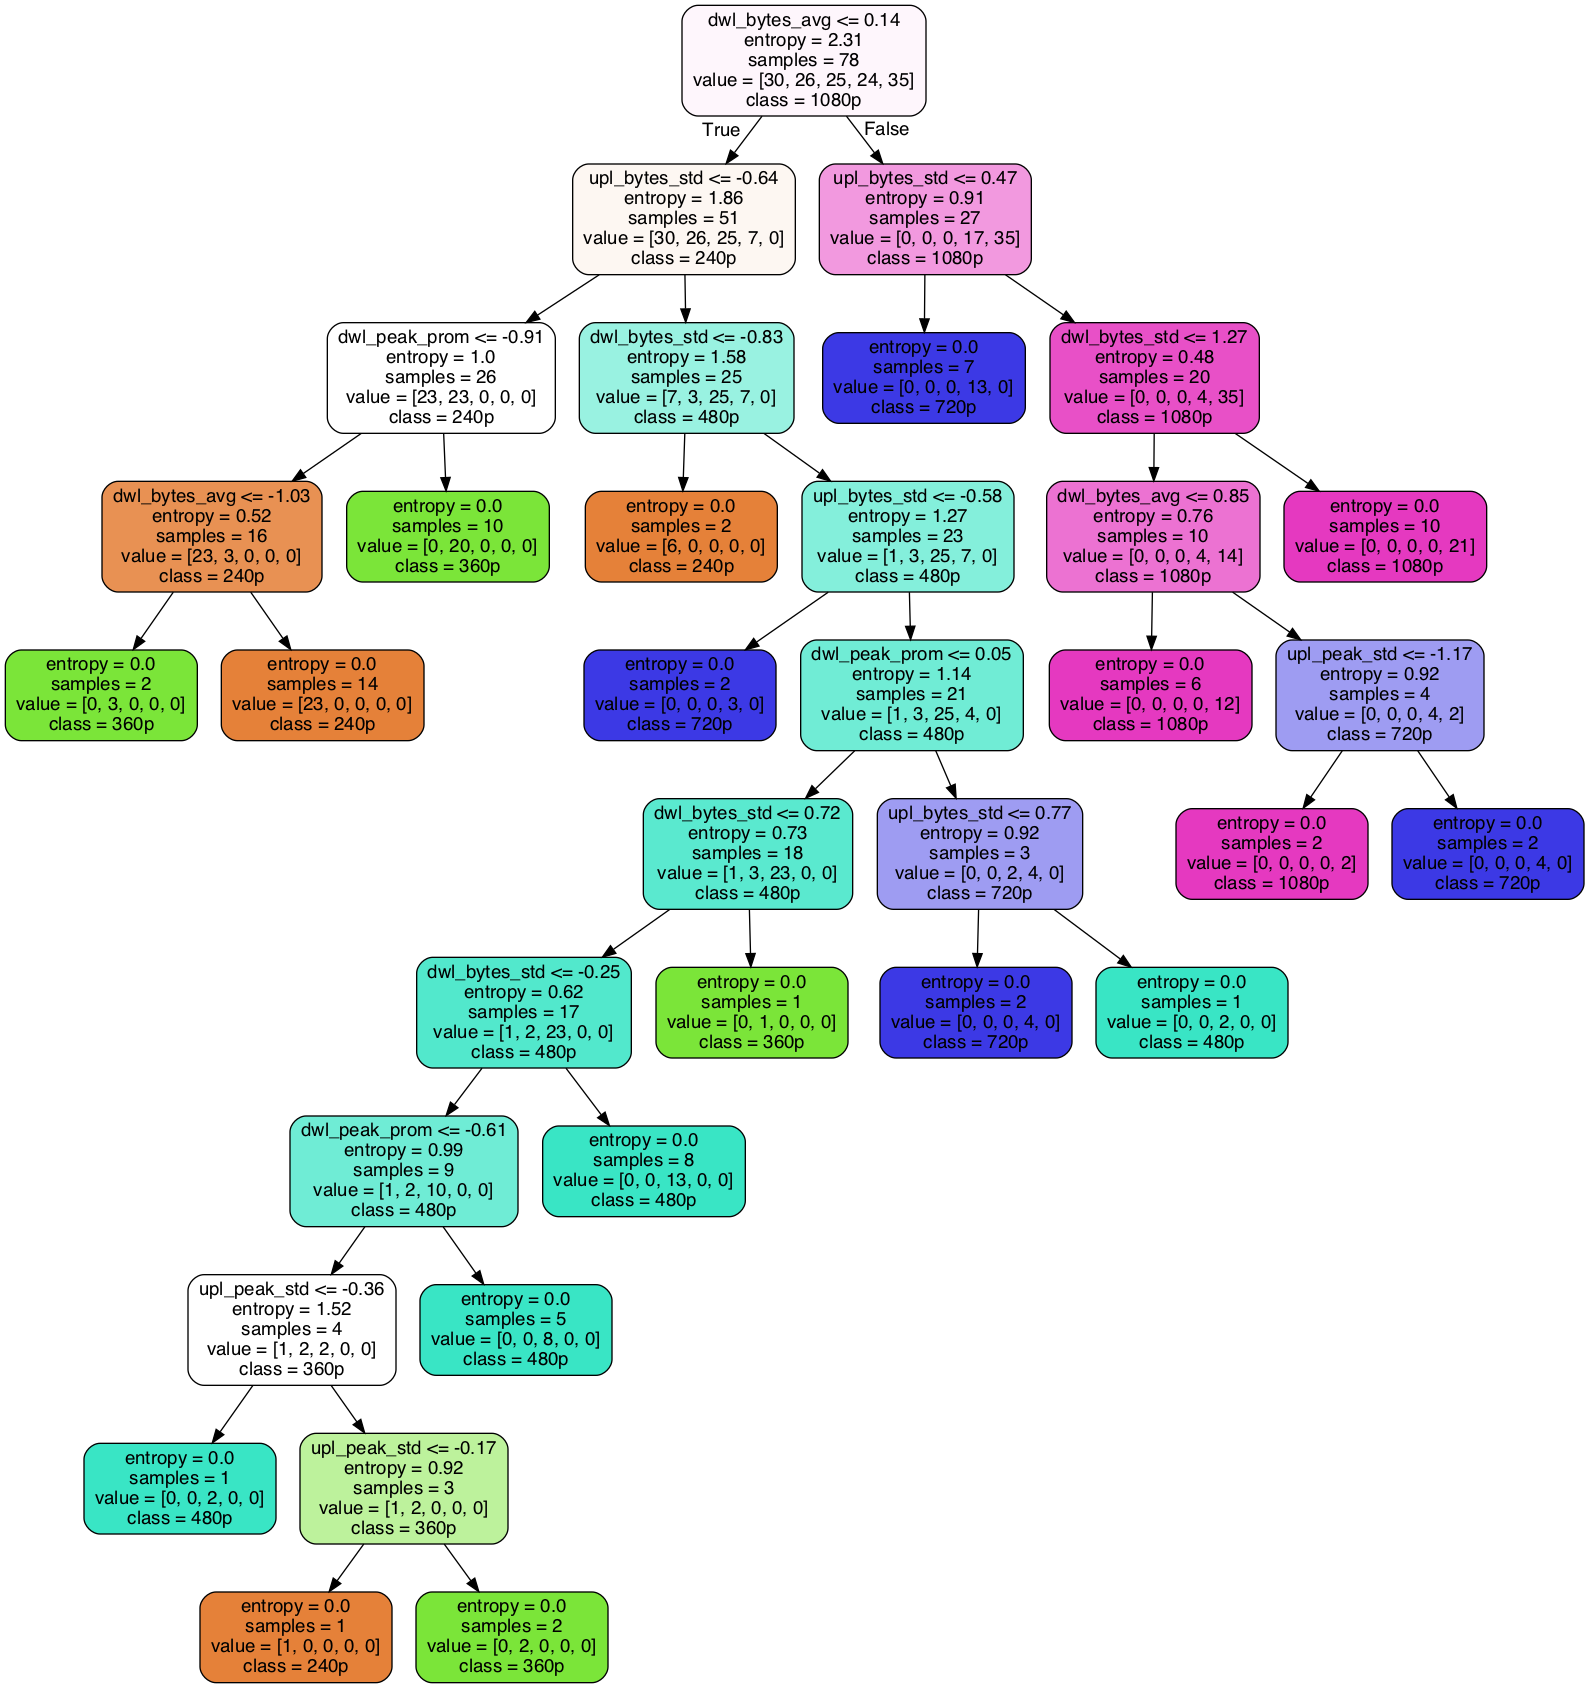 dwl_bytes_avg <= 0.14
entropy = 2.31
samples = 78
value = [30, 26, 25, 24, 35]
class = 1080p
True
False
upl_bytes_std <= -0.64
entropy = 1.86
samples = 51
value = [30, 26, 25, 7, 0]
class = 240p
upl_bytes_std <= 0.47
entropy = 0.91
samples = 27
value = [0, 0, 0, 17, 35]
class = 1080p
dwl_peak_prom <= -0.91
entropy = 1.0
samples = 26
value = [23, 23, 0, 0, 0]
class = 240p
dwl_bytes_std <= -0.83
entropy = 1.58
samples = 25
value = [7, 3, 25, 7, 0]
class = 480p
entropy = 0.0
samples = 7
value = [0, 0, 0, 13, 0]
class = 720p
dwl_bytes_std <= 1.27
entropy = 0.48
samples = 20
value = [0, 0, 0, 4, 35]
class = 1080p
dwl_bytes_avg <= -1.03
entropy = 0.52
samples = 16
value = [23, 3, 0, 0, 0]
class = 240p
entropy = 0.0
samples = 10
value = [0, 20, 0, 0, 0]
class = 360p
entropy = 0.0
samples = 2
value = [6, 0, 0, 0, 0]
class = 240p
upl_bytes_std <= -0.58
entropy = 1.27
samples = 23
value = [1, 3, 25, 7, 0]
class = 480p
dwl_bytes_avg <= 0.85
entropy = 0.76
samples = 10
value = [0, 0, 0, 4, 14]
class = 1080p
entropy = 0.0
samples = 10
value = [0, 0, 0, 0, 21]
class = 1080p
entropy = 0.0
samples = 2
value = [0, 3, 0, 0, 0]
class = 360p
entropy = 0.0
samples = 14
value = [23, 0, 0, 0, 0]
class = 240p
entropy = 0.0
samples = 2
value = [0, 0, 0, 3, 0]
class = 720p
dwl_peak_prom <= 0.05
entropy = 1.14
samples = 21
value = [1, 3, 25, 4, 0]
class = 480p
entropy = 0.0
samples = 6
value = [0, 0, 0, 0, 12]
class = 1080p
upl_peak_std <= -1.17
entropy = 0.92
samples = 4
value = [0, 0, 0, 4, 2]
class = 720p
dwl_bytes_std <= 0.72
entropy = 0.73
samples = 18
value = [1, 3, 23, 0, 0]
class = 480p
upl_bytes_std <= 0.77
entropy = 0.92
samples = 3
value = [0, 0, 2, 4, 0]
class = 720p
entropy = 0.0
samples = 2
value = [0, 0, 0, 0, 2]
class = 1080p
entropy = 0.0
samples = 2
value = [0, 0, 0, 4, 0]
class = 720p
dwl_bytes_std <= -0.25
entropy = 0.62
samples = 17
value = [1, 2, 23, 0, 0]
class = 480p
entropy = 0.0
samples = 1
value = [0, 1, 0, 0, 0]
class = 360p
entropy = 0.0
samples = 2
value = [0, 0, 0, 4, 0]
class = 720p
entropy = 0.0
samples = 1
value = [0, 0, 2, 0, 0]
class = 480p
dwl_peak_prom <= -0.61
entropy = 0.99
samples = 9
value = [1, 2, 10, 0, 0]
class = 480p
entropy = 0.0
samples = 8
value = [0, 0, 13, 0, 0]
class = 480p
upl_peak_std <= -0.36
entropy = 1.52
samples = 4
value = [1, 2, 2, 0, 0]
class = 360p
entropy = 0.0
samples = 5
value = [0, 0, 8, 0, 0]
class = 480p
entropy = 0.0
samples = 1
value = [0, 0, 2, 0, 0]
class = 480p
upl_peak_std <= -0.17
entropy = 0.92
samples = 3
value = [1, 2, 0, 0, 0]
class = 360p
entropy = 0.0
samples = 1
value = [1, 0, 0, 0, 0]
class = 240p
entropy = 0.0
samples = 2
value = [0, 2, 0, 0, 0]
class = 360p